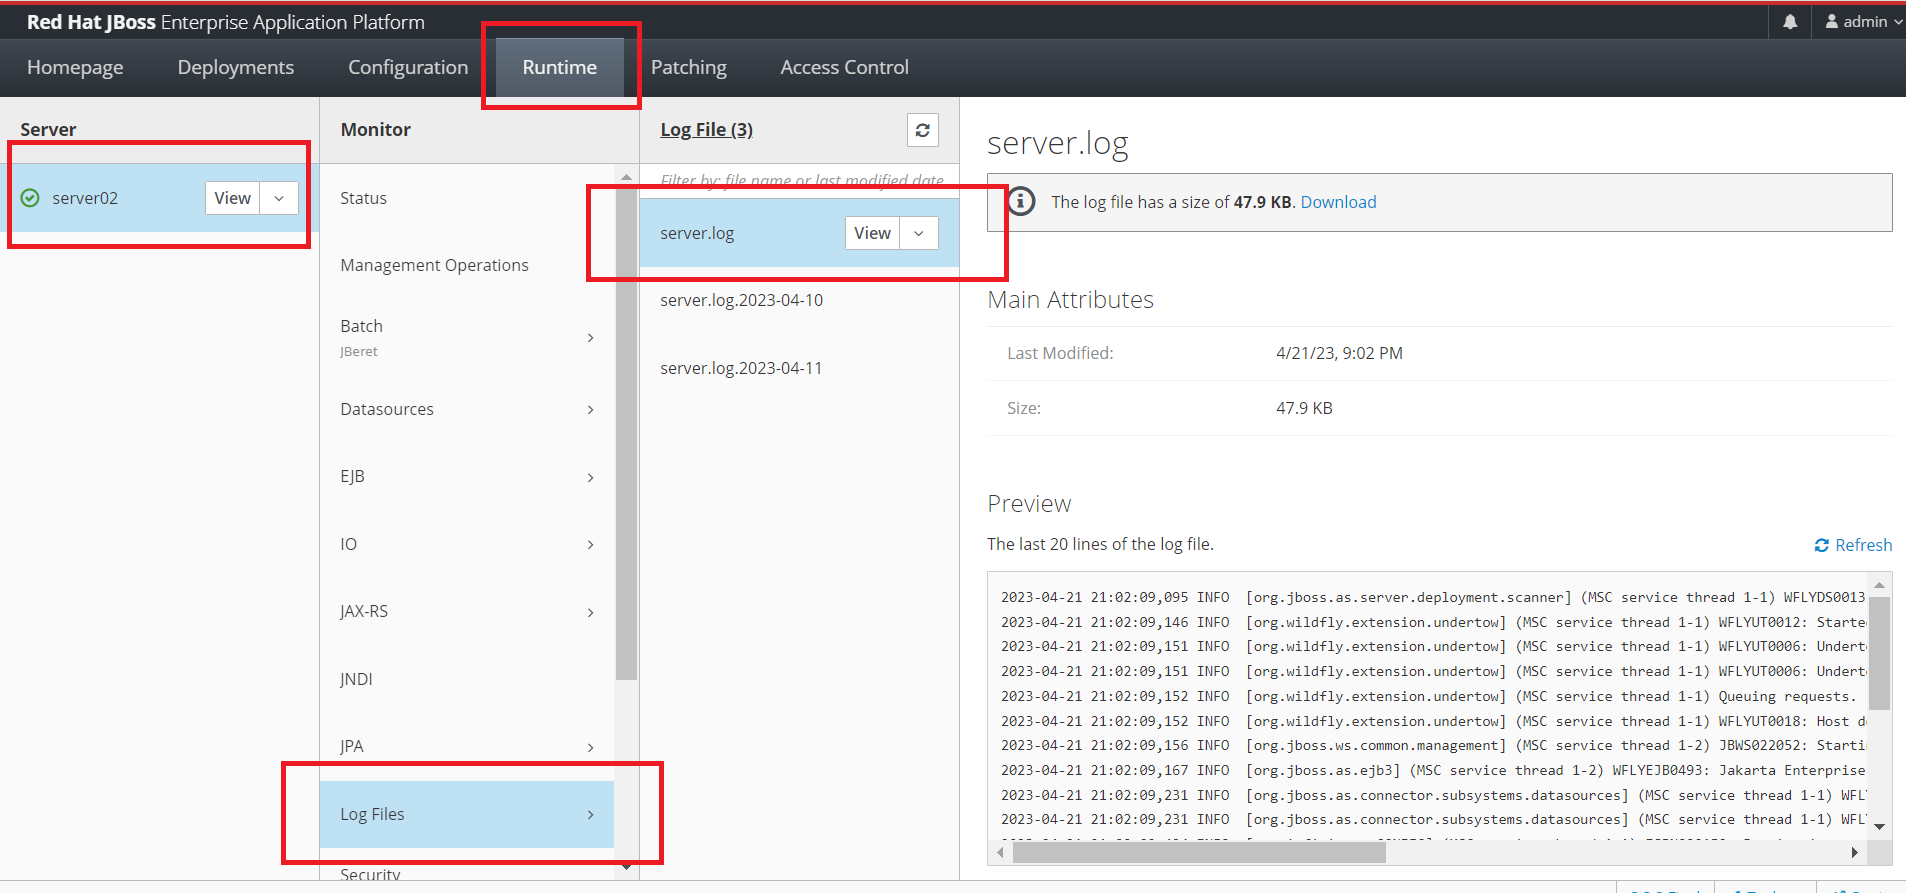 Red Hat JBoss Enterprise Application Platform
admin
Homepage Deployments Configuration Runtime Patching Access Control
Server
server02 View
Monitor
Status
Management Operations
Batch
JBeret
Datasources
EJB
IO
JAX-RS
JNDI
JPA
Log Files
Security
Log File (3)
Filter by: file name or last modified date
server.log View
server.log.2023-04-10
server.log.2023-04-11
server.log
The log file has a size of 47.9 KB. Download
Main Attributes
Last Modified: 4/21/23, 9:02 PM
Size: 47.9 KB
Preview
The last 20 lines of the log file.
Refresh
2023-04-21 21:02:09,095 INFO [org.jboss.as.server.deployment.scanner] (MSC service thread 1-1) WFLYDS0013
2023-04-21 21:02:09,146 INFO [org.wildfly.extension.undertow] (MSC service thread 1-1) WFLYUT0012: Starte
2023-04-21 21:02:09,151 INFO [org.wildfly.extension.undertow] (MSC service thread 1-1) WFLYUT0006: Undert
2023-04-21 21:02:09,151 INFO [org.wildfly.extension.undertow] (MSC service thread 1-1) WFLYUT0006: Undert
2023-04-21 21:02:09,152 INFO [org.wildfly.extension.undertow] (MSC service thread 1-1) Queuing requests.
2023-04-21 21:02:09,152 INFO [org.wildfly.extension.undertow] (MSC service thread 1-1) WFLYUT0018: Host d
2023-04-21 21:02:09,156 INFO [org.jboss.ws.common.management] (MSC service thread 1-2) JBWS022052: Starti
2023-04-21 21:02:09,167 INFO [org.jboss.as.ejb3] (MSC service thread 1-2) WFLYEJB0493: Jakarta Enterprise
2023-04-21 21:02:09,231 INFO [org.jboss.as.connector.subsystems.datasources] (MSC service thread 1-1) WFL
2023-04-21 21:02:09,231 INFO [org.jboss.as.connector.subsystems.datasources] (MSC service thread 1-1) WFL